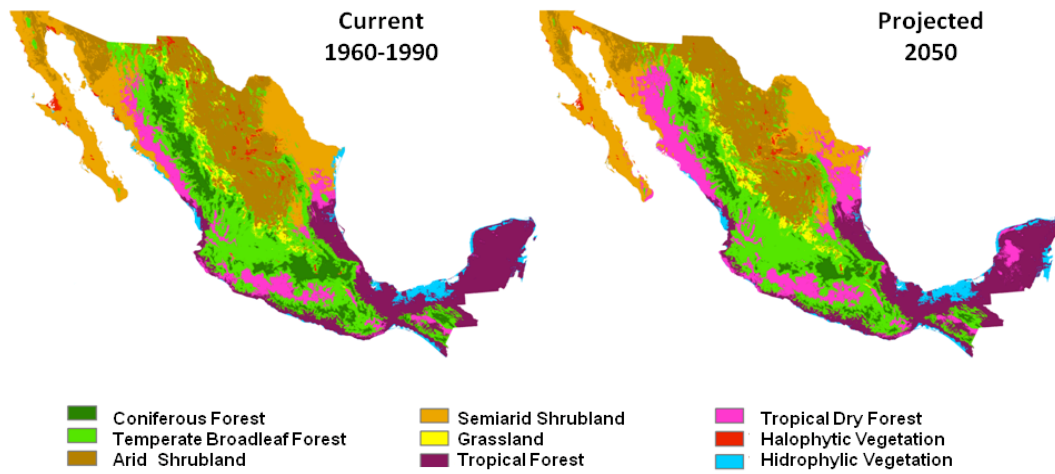 Current
1960-1990
Projected
2050
Coniferous Forest
Temperate Broadleaf Forest
Arid Shrubland
Semiarid Shrubland
Grassland
Tropical Forest
Tropical Dry Forest
Halophytic Vegetation
Hidrophylic Vegetation